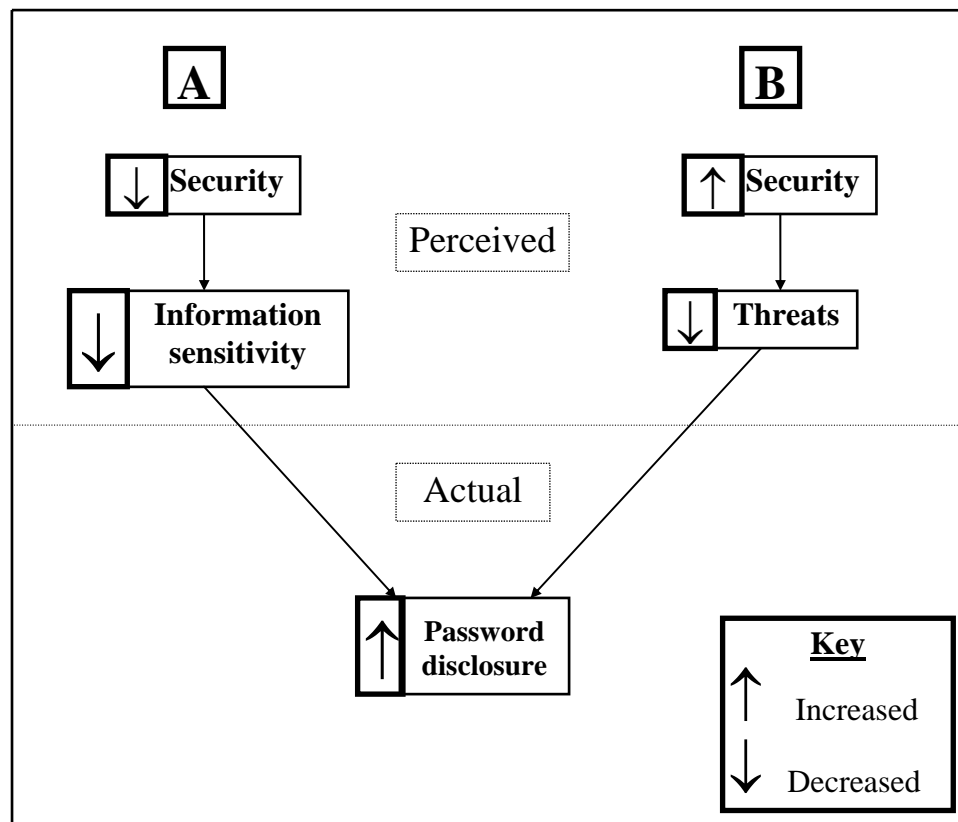 A
B
Security
Security
Perceived
Information
sensitivity
Threats
Actual
Password
disclosure
Key
Increased
Decreased